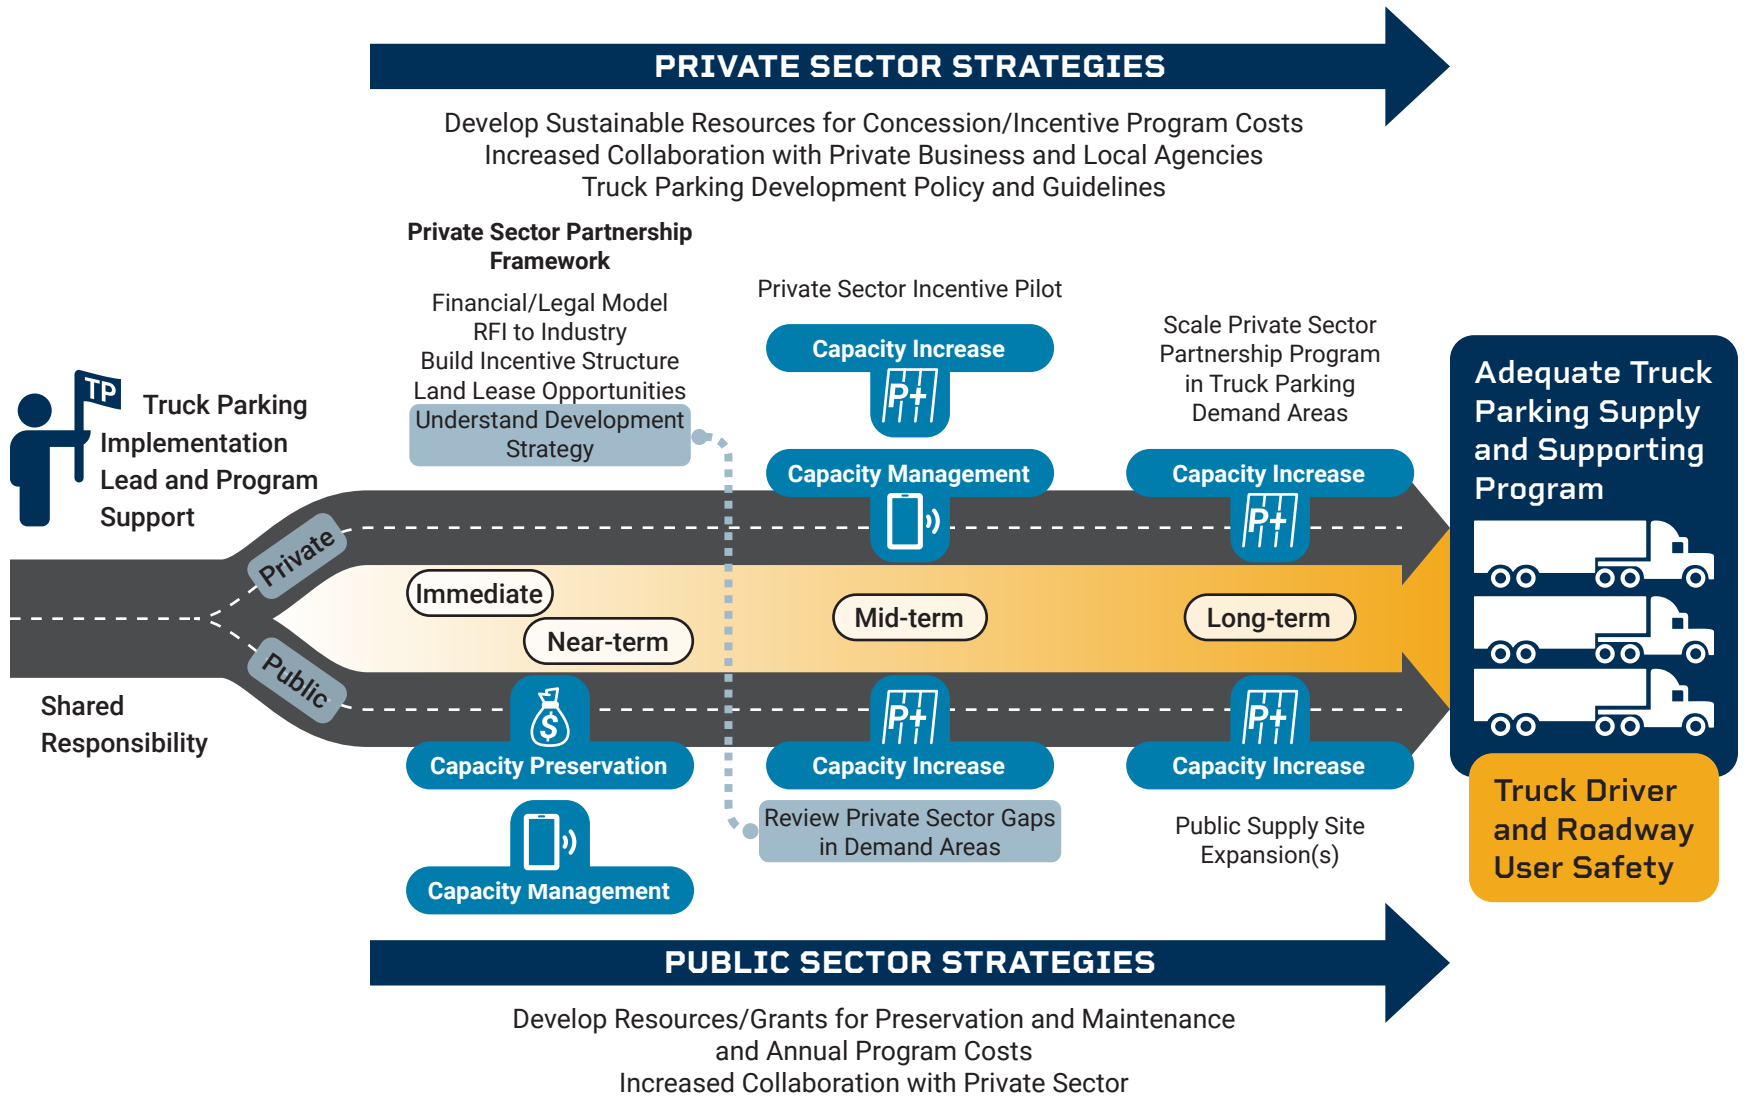 PRIVATE SECTOR STRATEGIES
Develop Sustainable Resources for Concession/Incentive Program Costs
Increased Collaboration with Private Business and Local Agencies
Truck Parking Development Policy and Guidelines
TP
Truck Parking
Implementation
Lead and Program
Support
Shared
Responsibility
Private
Public
Private Sector Partnership
Framework
Financial/Legal Model
RFI to Industry
Build Incentive Structure
Land Lease Opportunities
Understand Development
Strategy
Private Sector Incentive Pilot
Capacity Increase
P+
Capacity Management
Scale Private Sector
Partnership Program
in Truck Parking
Demand Areas
Capacity Increase
P+
Immediate
Near-term
Mid-term
Long-term
$
Capacity Preservation
Capacity Management
P+
Capacity Increase
Review Private Sector Gaps
in Demand Areas
P+
Capacity Increase
Public Supply Site
Expansion(s)
Adequate Truck
Parking Supply
and Supporting
Program
Truck Driver
and Roadway
User Safety
PUBLIC SECTOR STRATEGIES
Develop Resources/Grants for Preservation and Maintenance
and Annual Program Costs
Increased Collaboration with Private Sector